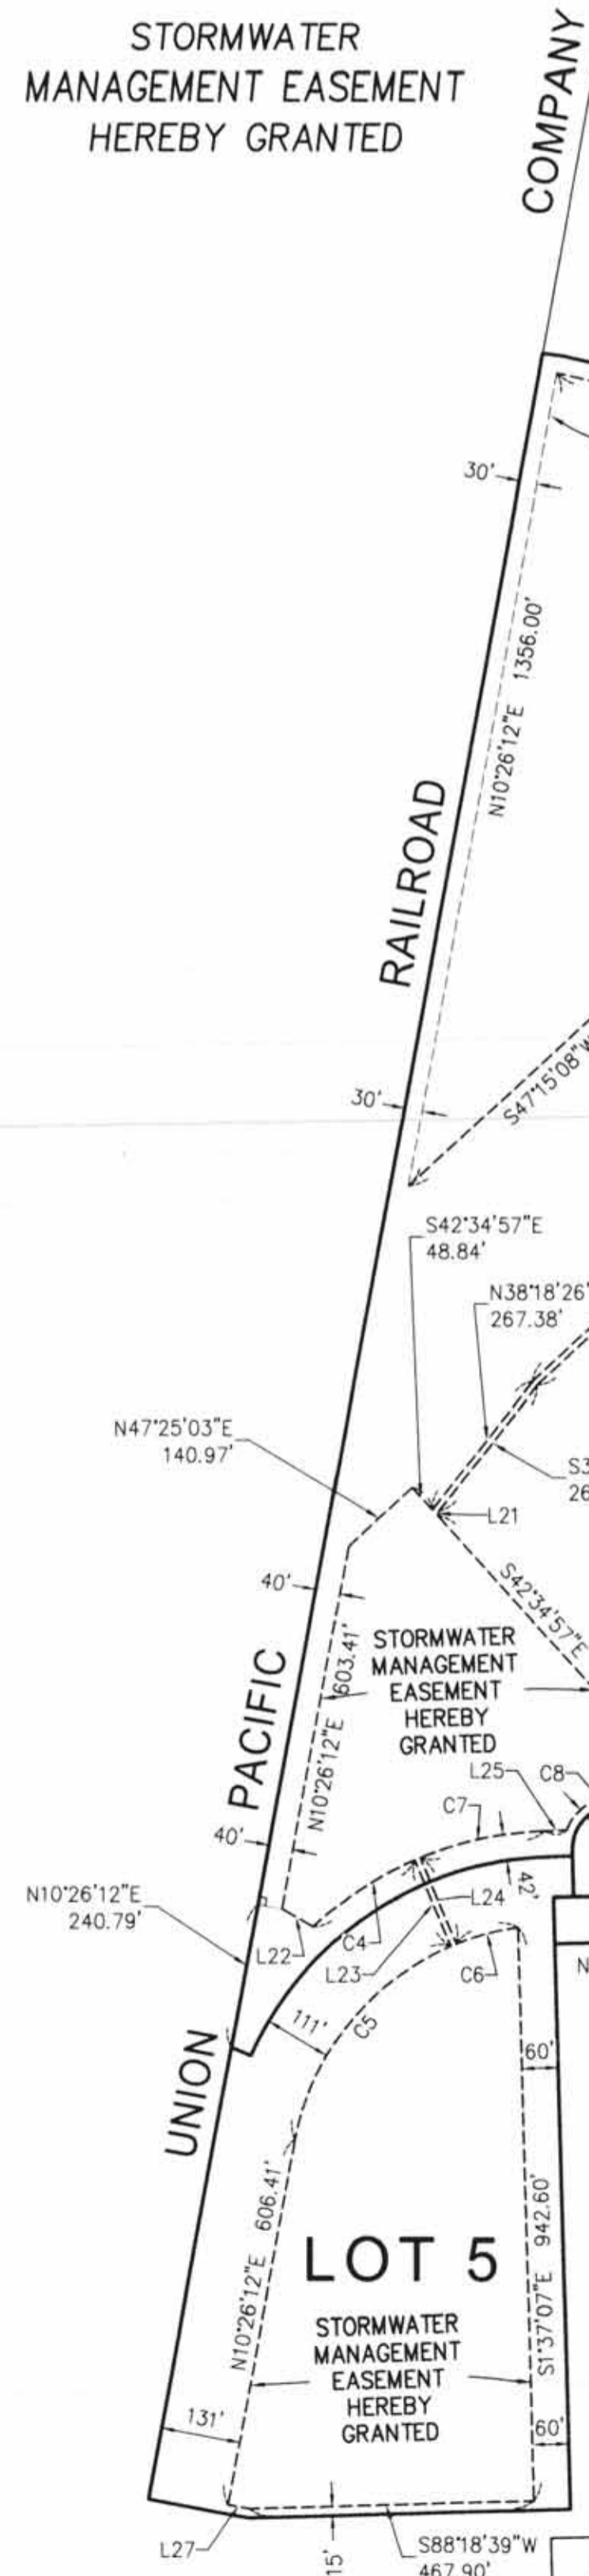 STORMWATER
MANAGEMENT EASEMENT
HEREBY GRANTED
COMPANY
30'
N10°26'12"E 1356.00'
RAILROAD
30'
S47°15'08"W
S42°34'57"E
48.84'
N38°18'26"
267.38'
N47°25'03"E
140.97'
S3
26
L21
40'
S42°34'57"E
N10°26'12"E 603.41'
STORMWATER
MANAGEMENT
EASEMENT
HEREBY
GRANTED
PACIFIC
L25
C8
C7
40'
N10°26'12"E
240.79'
42'
L24
L22
C4
L23
C6
N
111'
C5
UNION
60'
N10°26'12"E 606.41'
S1°37'07"E 942.60'
LOT 5
STORMWATER
MANAGEMENT
EASEMENT
HEREBY
GRANTED
131'
60'
L27
15'
S88°18'39"W
467.90'